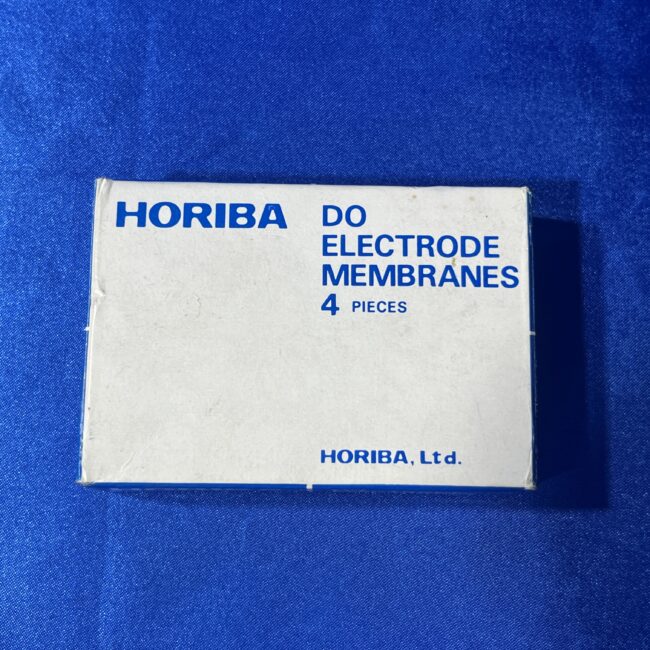 HORIBA
DO
ELECTRODE
MEMBRANES
4 PIECES
HORIBA, Ltd.